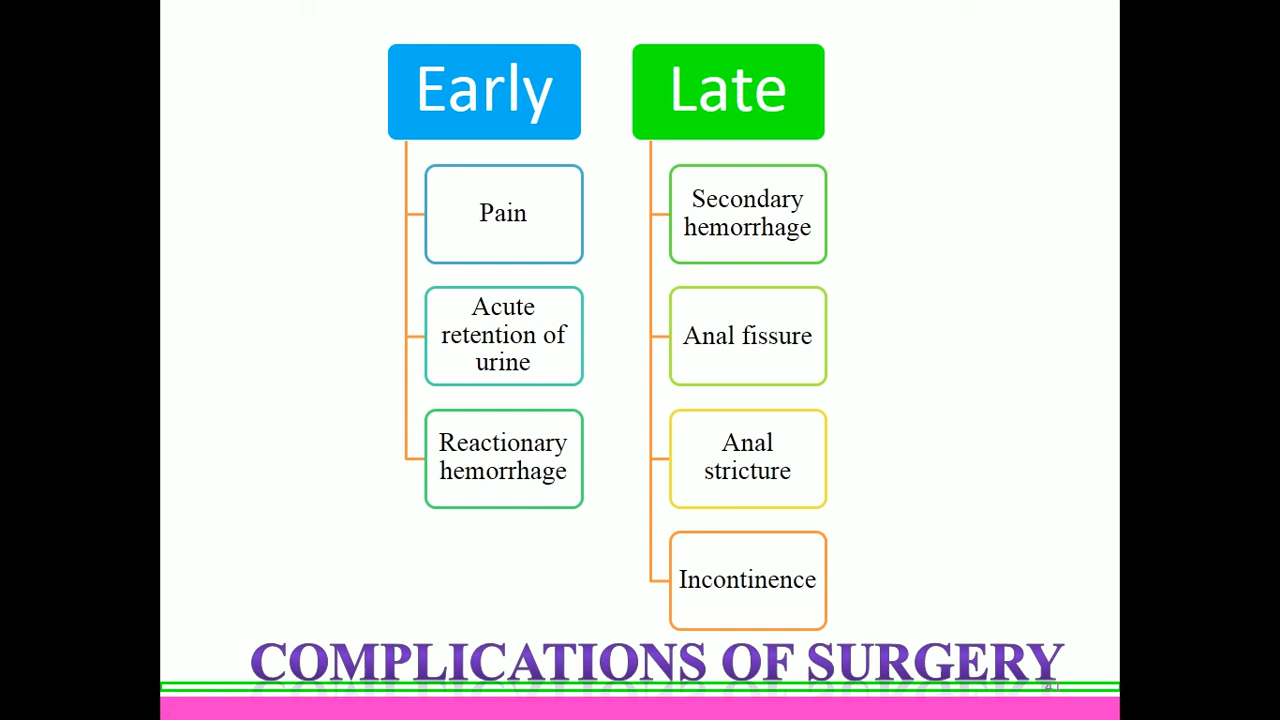 Early
Pain
Acute
retention of
urine
Reactionary
hemorrhage
Late
Secondary
hemorrhage
Anal fissure
Anal
stricture
Incontinence
COMPLICATIONS OF SURGERY